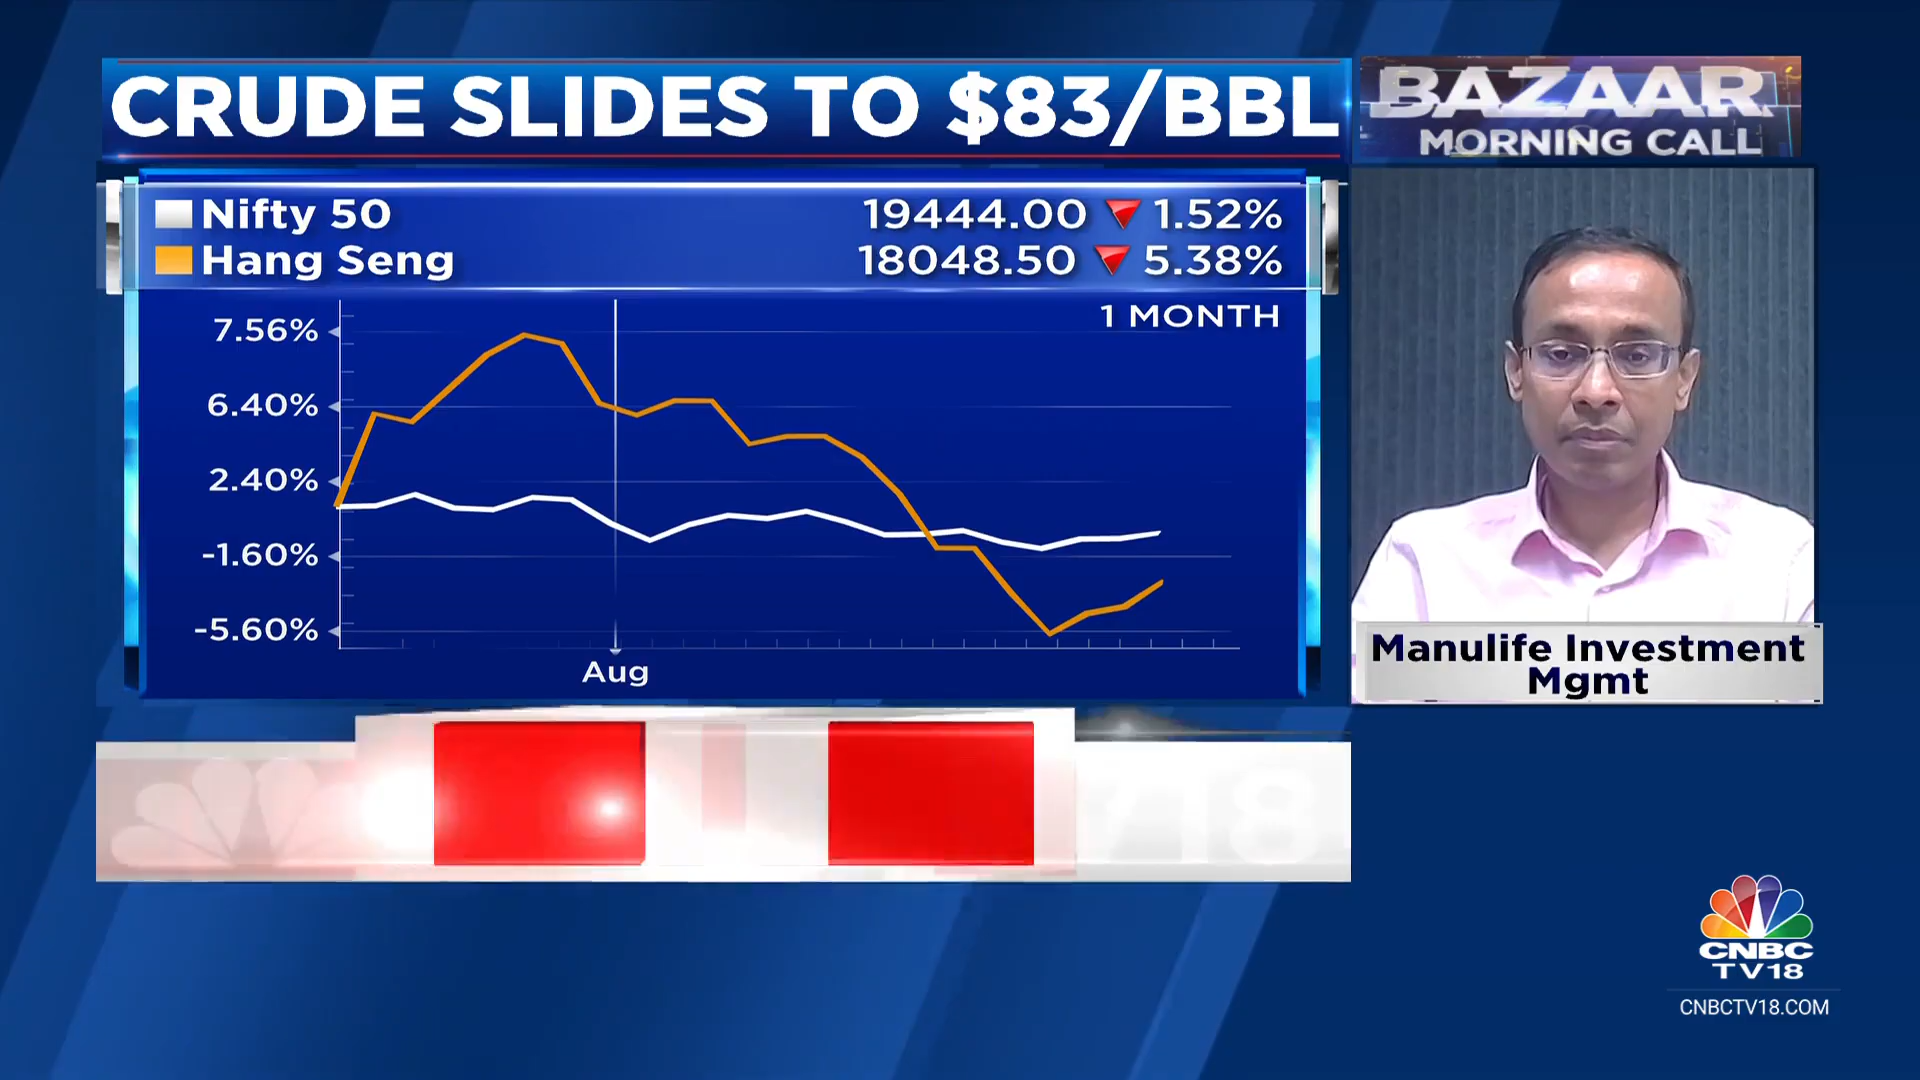 CRUDE SLIDES TO $83/BBL
BAZAAR
MORNING CALL
Nifty 50 19444.00 1.52%
Hang Seng 18048.50 5.38%
1 MONTH
7.56%
6.40%
2.40%
-1.60%
-5.60%
Aug
Manulife Investment
Mgmt
18
CNBC
TV18
CNBCTV18.COM